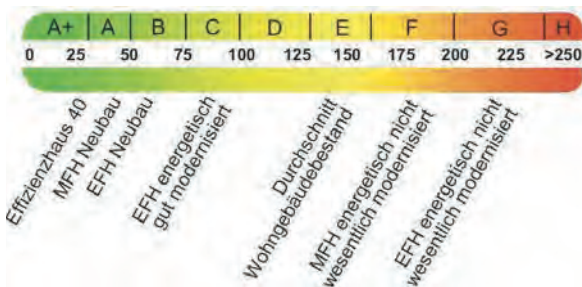 A+ A B C D E F G H
0 25 50 75 100 125 150 175 200 225 >250
Effizienzhaus 40
MFH Neubau
EFH Neubau
EFH energetisch
gut modernisiert
Durchschnitt
Wohngebäudebestand
MFH energetisch nicht
wesentlich modernisiert
EFH energetisch nicht
wesentlich modernisiert